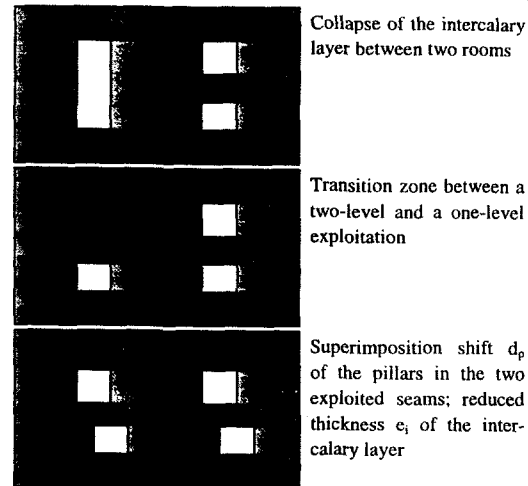 Collapse of the intercalary
layer between two rooms
Transition zone between a
two-level and a one-level
exploitation
Superimposition shift dₚ
of the pillars in the two
exploited seams; reduced
thickness eᵢ of the inter-
calary layer